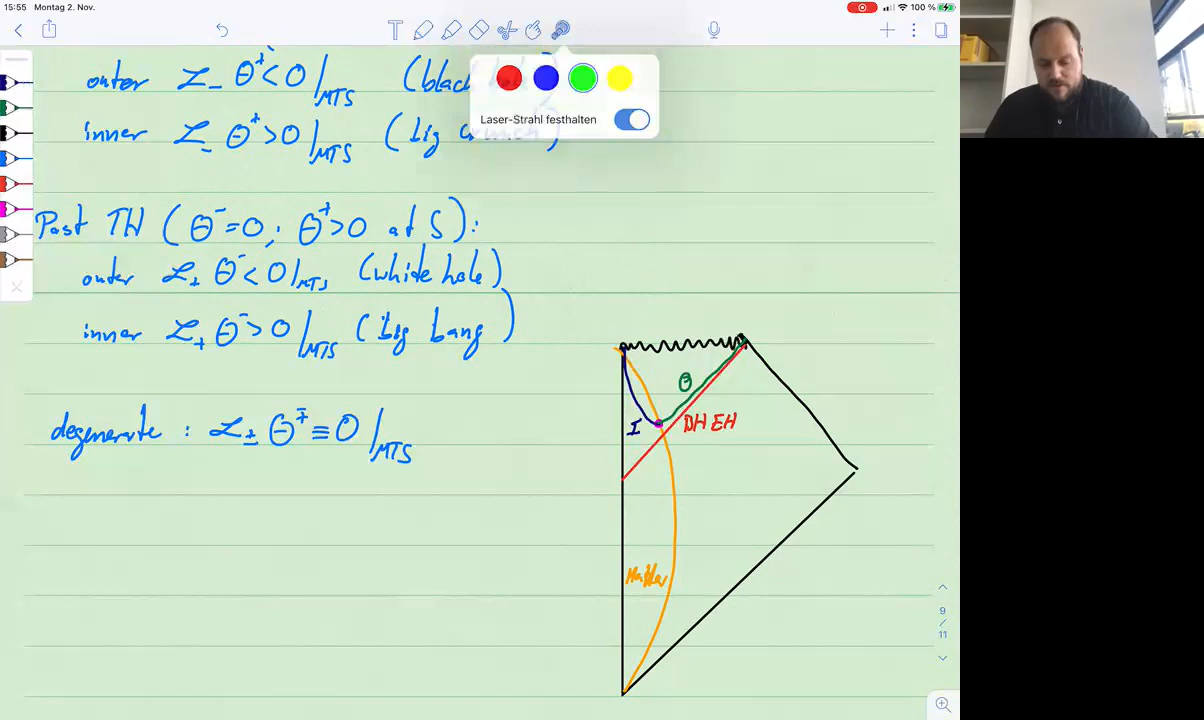 15:55 Montag 2. Nov. 100 %
outer ℒ₋ Θ⁺ < 0 |MTS (black
inner ℒ₋ Θ⁺ > 0 |MTS (big crunch)
Laser-Strahl festhalten
Past TH (Θ⁻ = 0; Θ⁺ > 0 at S):
outer ℒ₊ Θ⁻ < 0 |MTS (white hole)
inner ℒ₊ Θ⁻ > 0 |MTS (big bang)
degenerate : ℒ± Θ∓ ≡ 0 |MTS
I
EH
Matter
9
/
11